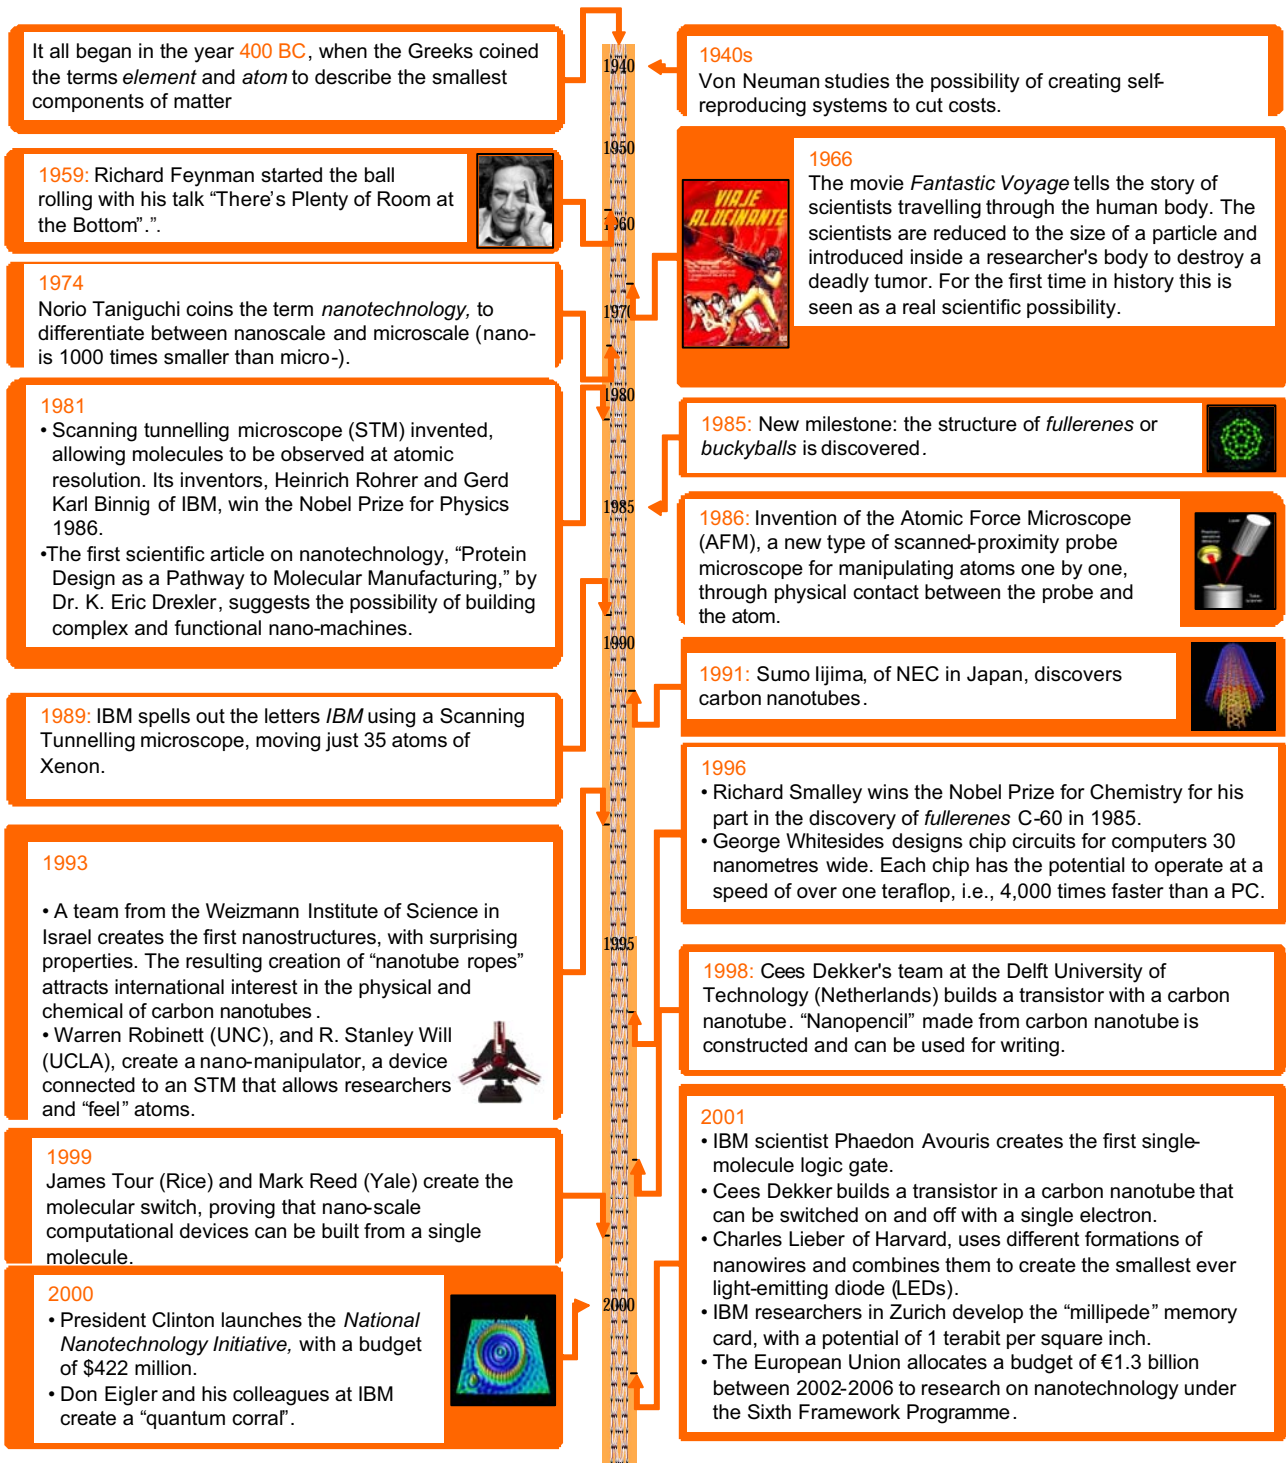 It all began in the year 400 BC, when the Greeks coined
the terms element and atom to describe the smallest
components of matter
1940s
Von Neuman studies the possibility of creating self-
reproducing systems to cut costs.
1959: Richard Feynman started the ball
rolling with his talk “There’s Plenty of Room at
the Bottom”.”.
1966
The movie Fantastic Voyage tells the story of
scientists travelling through the human body. The
scientists are reduced to the size of a particle and
introduced inside a researcher's body to destroy a
deadly tumor. For the first time in history this is
seen as a real scientific possibility.
VIAJE
ALUCINANTE
1974
Norio Taniguchi coins the term nanotechnology, to
differentiate between nanoscale and microscale (nano-
is 1000 times smaller than micro-).
1981
• Scanning tunnelling microscope (STM) invented,
allowing molecules to be observed at atomic
resolution. Its inventors, Heinrich Rohrer and Gerd
Karl Binnig of IBM, win the Nobel Prize for Physics
1986.
•The first scientific article on nanotechnology, “Protein
Design as a Pathway to Molecular Manufacturing,” by
Dr. K. Eric Drexler, suggests the possibility of building
complex and functional nano-machines.
1985: New milestone: the structure of fullerenes or
buckyballs is discovered.
1986: Invention of the Atomic Force Microscope
(AFM), a new type of scanned-proximity probe
microscope for manipulating atoms one by one,
through physical contact between the probe and
the atom.
Laser
1989: IBM spells out the letters IBM using a Scanning
Tunnelling microscope, moving just 35 atoms of
Xenon.
1991: Sumo Iijima, of NEC in Japan, discovers
carbon nanotubes.
1993
• A team from the Weizmann Institute of Science in
Israel creates the first nanostructures, with surprising
properties. The resulting creation of “nanotube ropes”
attracts international interest in the physical and
chemical of carbon nanotubes.
• Warren Robinett (UNC), and R. Stanley Will
(UCLA), create a nano-manipulator, a device
connected to an STM that allows researchers
and “feel” atoms.
1996
• Richard Smalley wins the Nobel Prize for Chemistry for his
part in the discovery of fullerenes C-60 in 1985.
• George Whitesides designs chip circuits for computers 30
nanometres wide. Each chip has the potential to operate at a
speed of over one teraflop, i.e., 4,000 times faster than a PC.
1998: Cees Dekker's team at the Delft University of
Technology (Netherlands) builds a transistor with a carbon
nanotube. “Nanopencil” made from carbon nanotube is
constructed and can be used for writing.
1999
James Tour (Rice) and Mark Reed (Yale) create the
molecular switch, proving that nano-scale
computational devices can be built from a single
molecule.
2000
• President Clinton launches the National
Nanotechnology Initiative, with a budget
of $422 million.
• Don Eigler and his colleagues at IBM
create a “quantum corral”.
2001
• IBM scientist Phaedon Avouris creates the first single-
molecule logic gate.
• Cees Dekker builds a transistor in a carbon nanotube that
can be switched on and off with a single electron.
• Charles Lieber of Harvard, uses different formations of
nanowires and combines them to create the smallest ever
light-emitting diode (LEDs).
• IBM researchers in Zurich develop the “millipede” memory
card, with a potential of 1 terabit per square inch.
• The European Union allocates a budget of €1.3 billion
between 2002-2006 to research on nanotechnology under
the Sixth Framework Programme.
1940
1950
1960
1970
1980
1985
1990
1995
2000